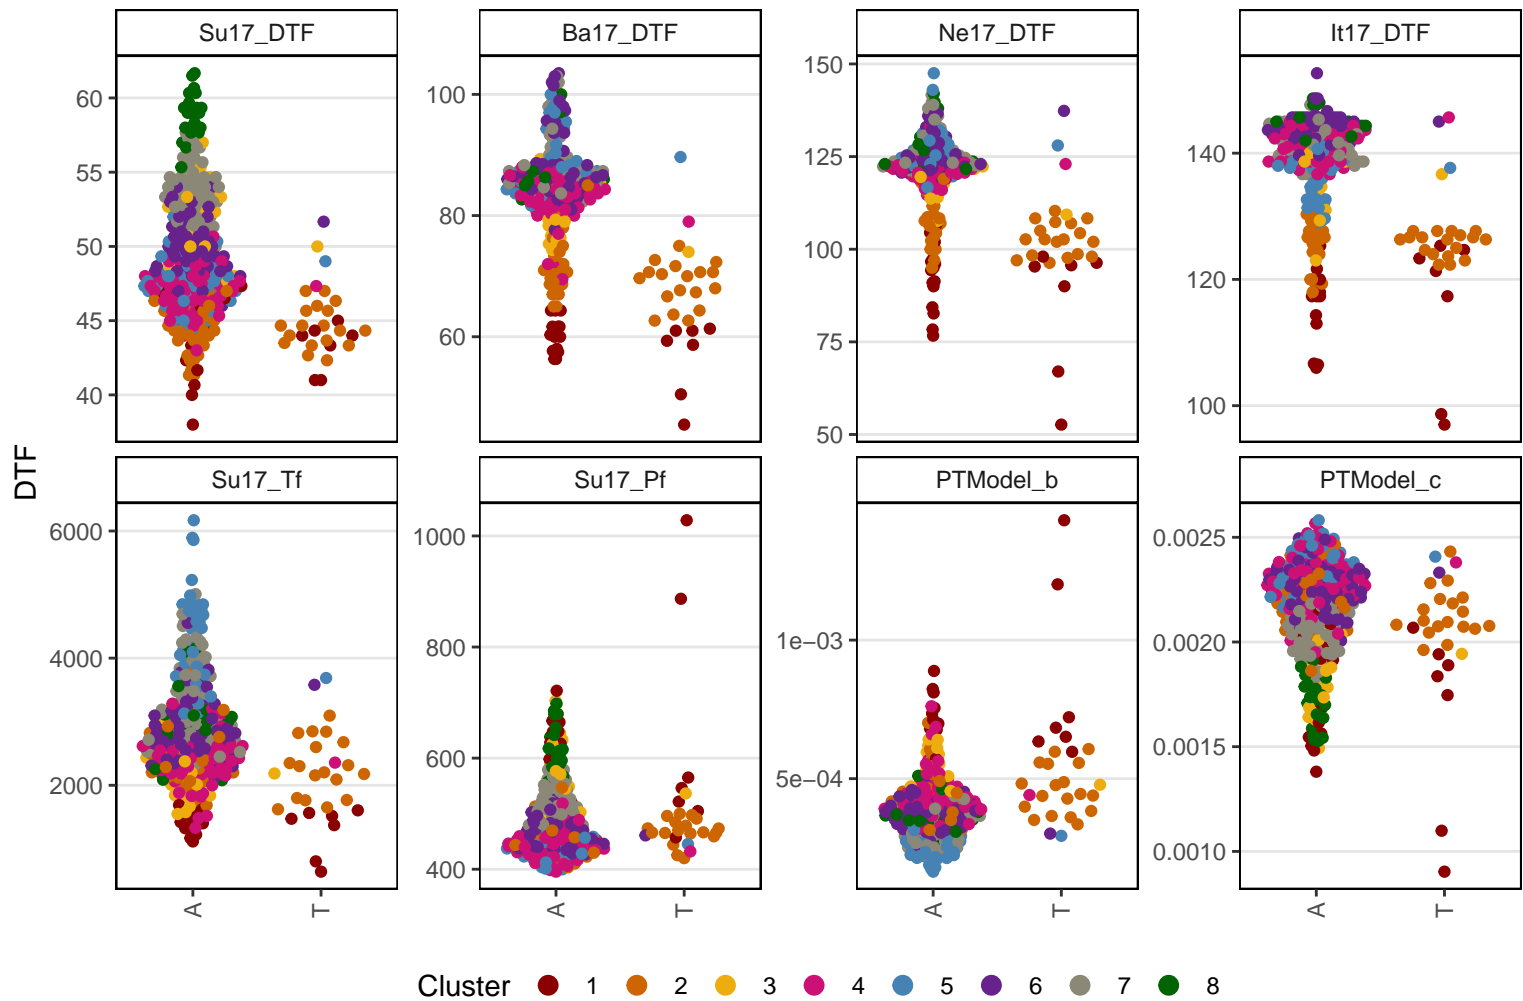 Su17_DTF Ba17_DTF Ne17_DTF It17_DTF
60 55 50 45 40
100 80 60
150 125 100 75 50
140 120 100
DTF
Su17_Tf Su17_Pf PTModel_b PTModel_c
6000 4000 2000
1000 800 600 400
1e−03 5e−04
0.0025 0.0020 0.0015 0.0010
A T A T A T A T
Cluster 1 2 3 4 5 6 7 8